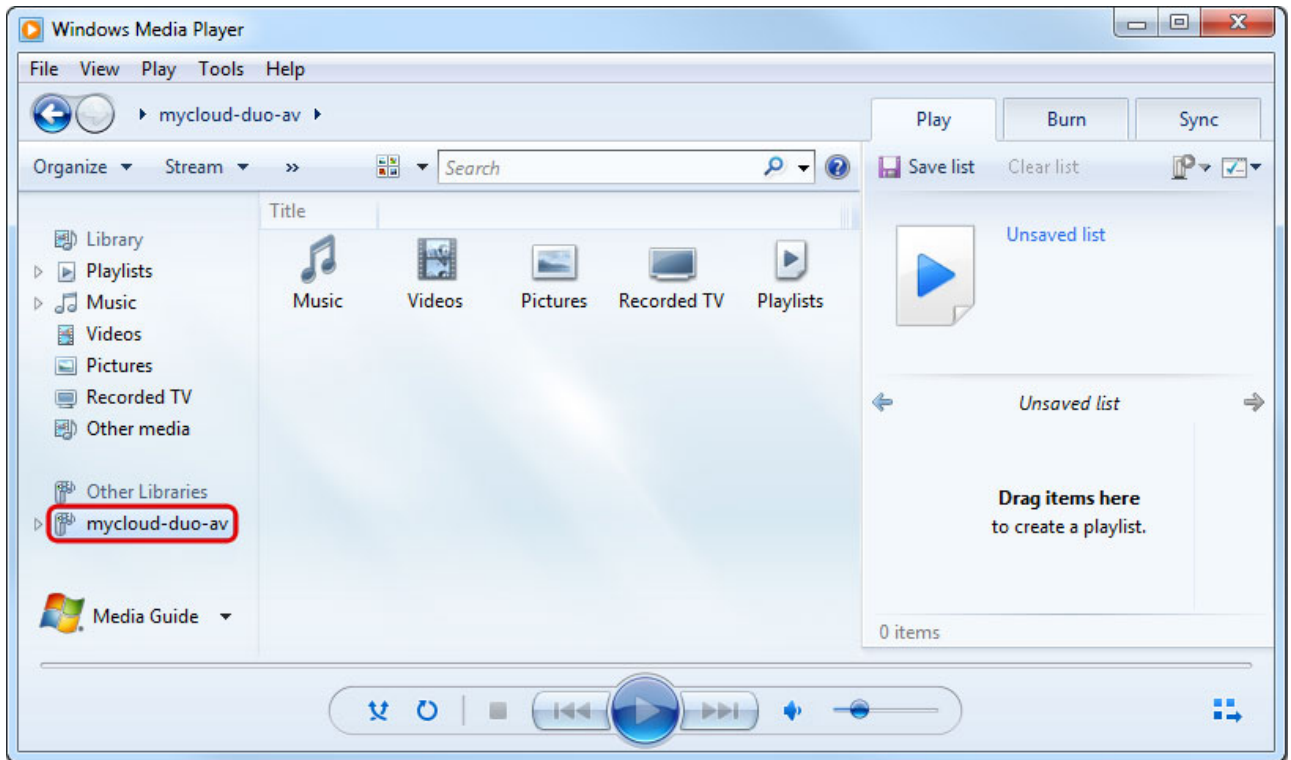 Windows Media Player
File View Play Tools Help
mycloud-duo-av
Play Burn Sync
Organize Stream » Search
Save list Clear list
Title
Library
Playlists
Music
Videos
Pictures
Recorded TV
Other media
Other Libraries
mycloud-duo-av
Media Guide
Music Videos Pictures Recorded TV Playlists
Unsaved list
Unsaved list
Drag items here
to create a playlist.
0 items